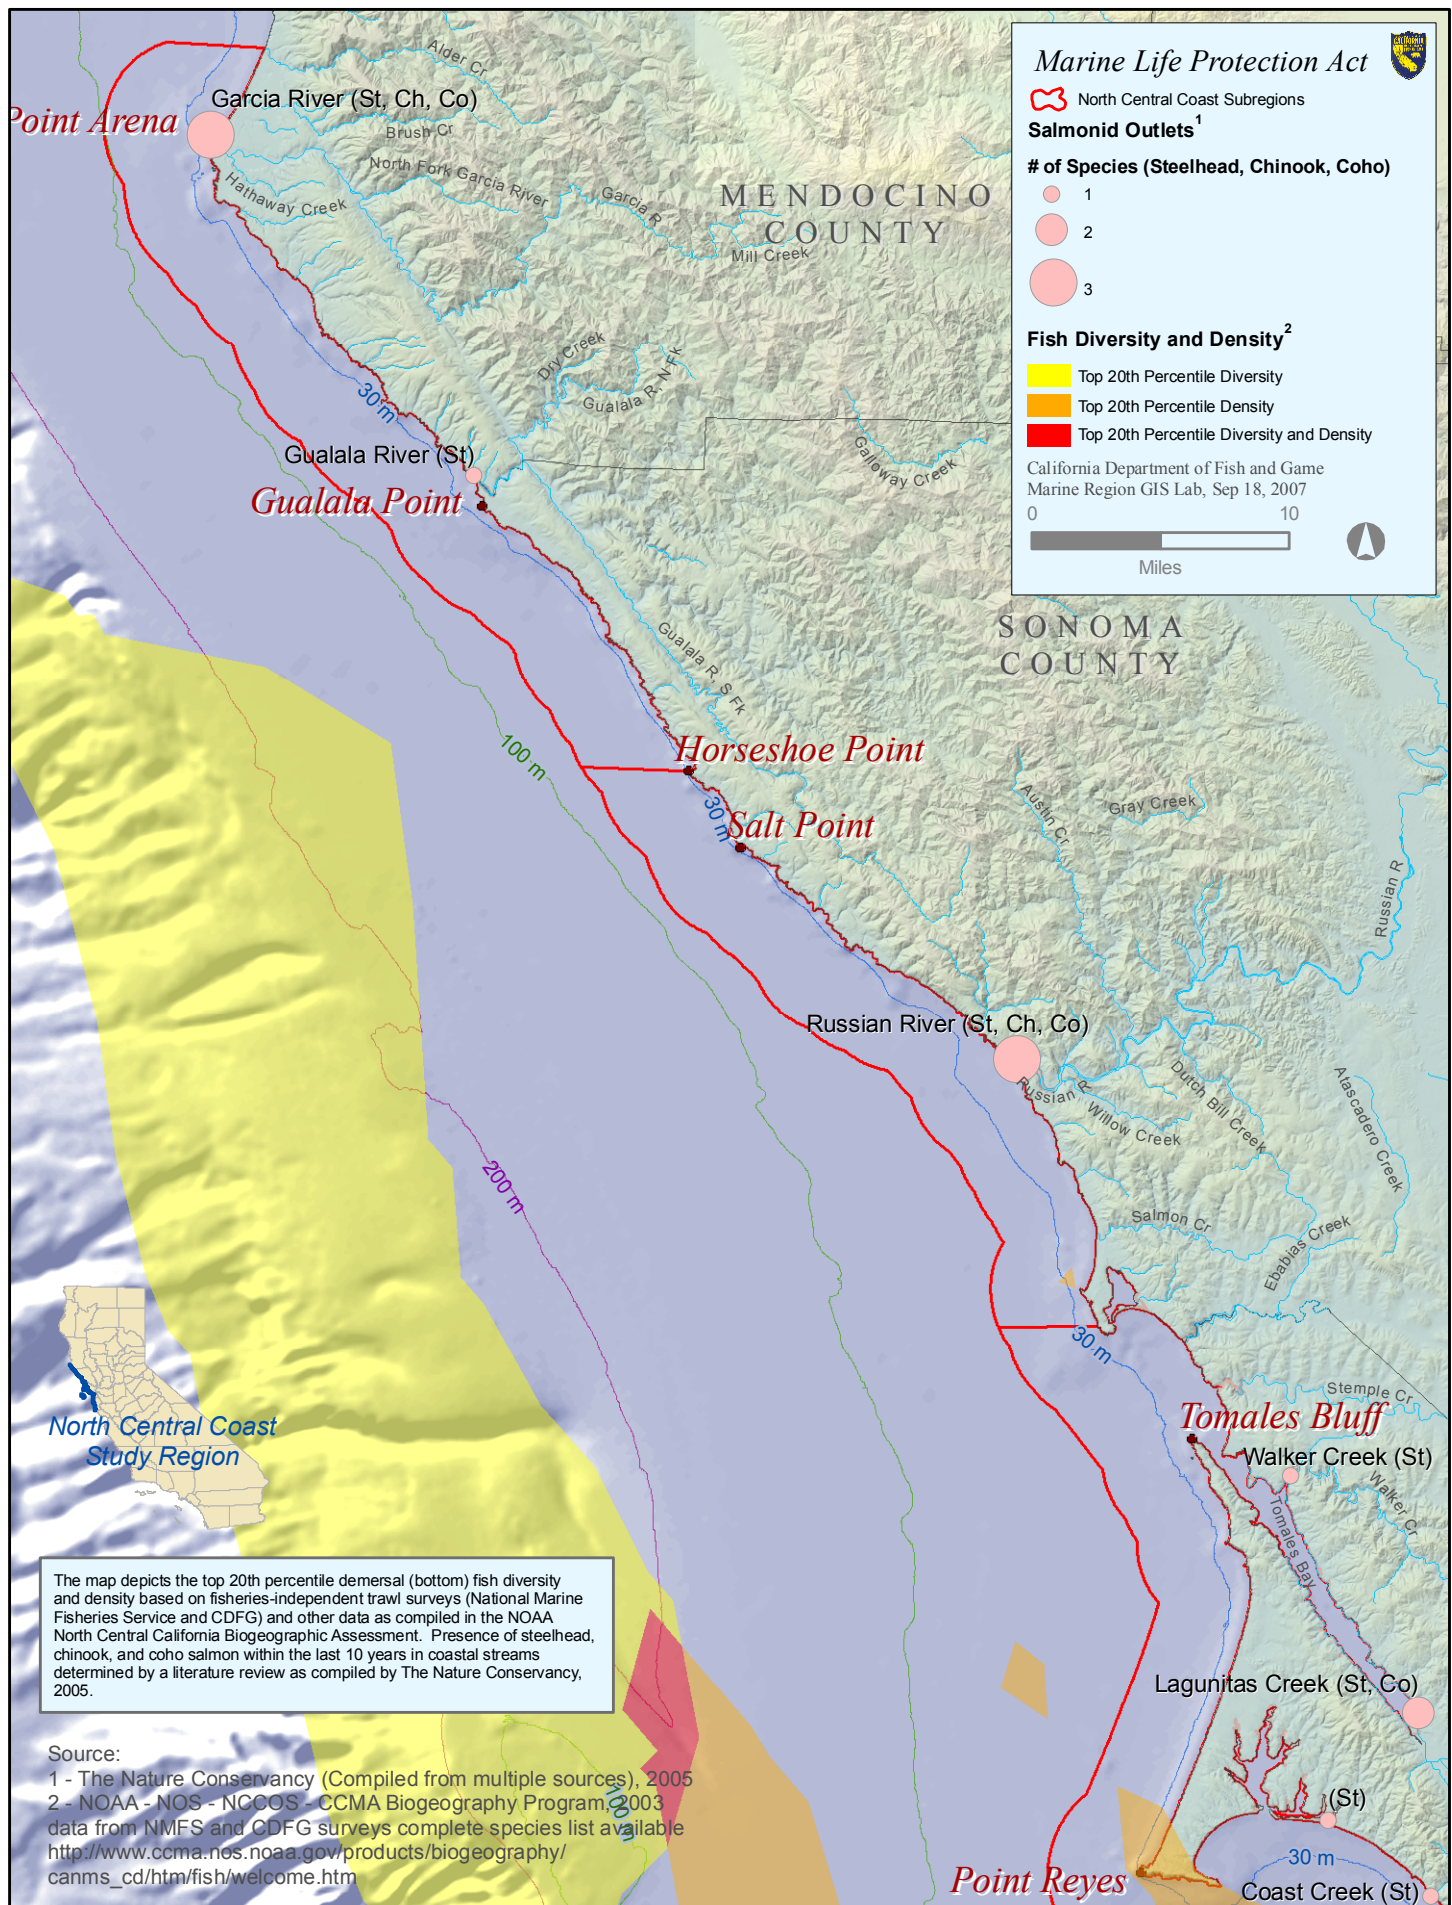 Marine Life Protection Act
North Central Coast Subregions
Salmonid Outlets1
# of Species (Steelhead, Chinook, Coho)
1
2
3
Fish Diversity and Density2
Top 20th Percentile Diversity
Top 20th Percentile Density
Top 20th Percentile Diversity and Density
California Department of Fish and Game
Marine Region GIS Lab, Sep 18, 2007
0 10
Miles
Alder Cr
Garcia River (St, Ch, Co)
Point Arena
Brush Cr
North Fork Garcia River
Hathaway Creek
Garcia R
MENDOCINO
COUNTY
Mill Creek
Dry Creek
Gualala R, N Fk
30 m
Galloway Creek
Gualala River (St)
Gualala Point
SONOMA
COUNTY
Gualala R, S Fk
100 m
Horseshoe Point
30 m
Salt Point
Austin Cr
Gray Creek
Russian R
Russian River (St, Ch, Co)
Russian R
Willow Creek
Dutch Bill Creek
Atascadero Creek
200 m
Salmon Cr
Ebabias Creek
30 m
Stemple Cr
Tomales Bluff
Walker Creek (St)
Walker Cr
Tomales Bay
North Central Coast
Study Region
The map depicts the top 20th percentile demersal (bottom) fish diversity
and density based on fisheries-independent trawl surveys (National Marine
Fisheries Service and CDFG) and other data as compiled in the NOAA
North Central California Biogeographic Assessment. Presence of steelhead,
chinook, and coho salmon within the last 10 years in coastal streams
determined by a literature review as compiled by The Nature Conservancy,
2005.
Lagunitas Creek (St, Co)
Source:
1 - The Nature Conservancy (Compiled from multiple sources), 2005
2 - NOAA - NOS - NCCOS - CCMA Biogeography Program, 2003
data from NMFS and CDFG surveys complete species list available
http://www.ccma.nos.noaa.gov/products/biogeography/
canms_cd/htm/fish/welcome.htm
100 m
(St)
30 m
Point Reyes
Coast Creek (St)